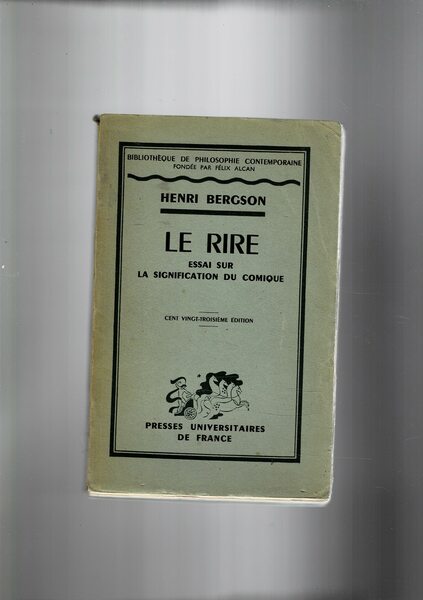 BIBLIOTHÈQUE DE PHILOSOPHIE CONTEMPORAINE
FONDÉE PAR FÉLIX ALCAN
HENRI BERGSON
LE RIRE
ESSAI SUR
LA SIGNIFICATION DU COMIQUE
CENT VINGT-TROISIÈME ÉDITION
PRESSES UNIVERSITAIRES
DE FRANCE